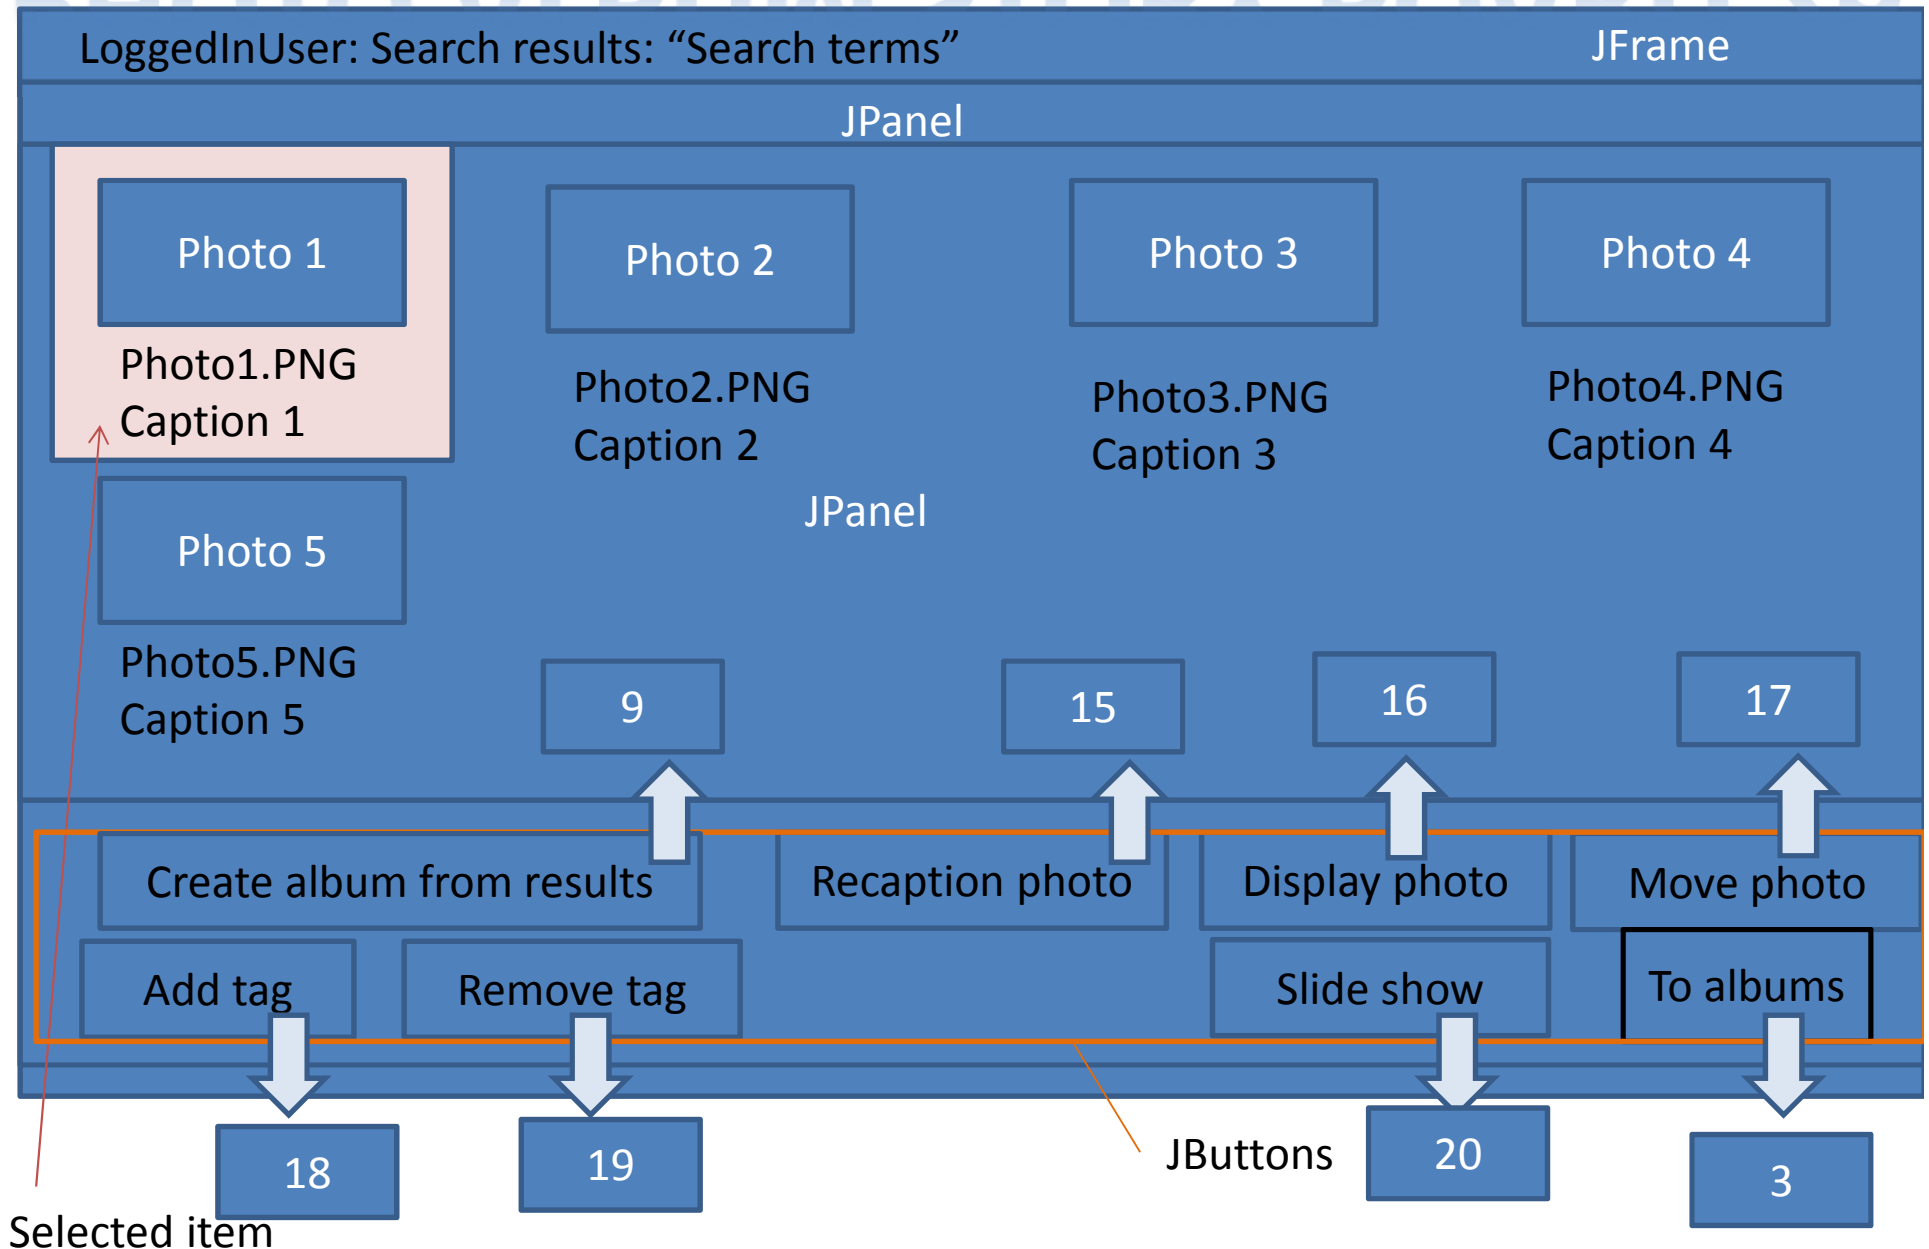 LoggedInUser: Search results: “Search terms”
JFrame
JPanel
Photo 1
Photo 2
Photo 3
Photo 4
Photo1.PNG
Caption 1
Photo2.PNG
Caption 2
Photo3.PNG
Caption 3
Photo4.PNG
Caption 4
JPanel
Photo 5
Photo5.PNG
Caption 5
9
15
16
17
Create album from results
Recaption photo
Display photo
Move photo
Add tag
Remove tag
Slide show
To albums
18
19
JButtons
20
3
Selected item